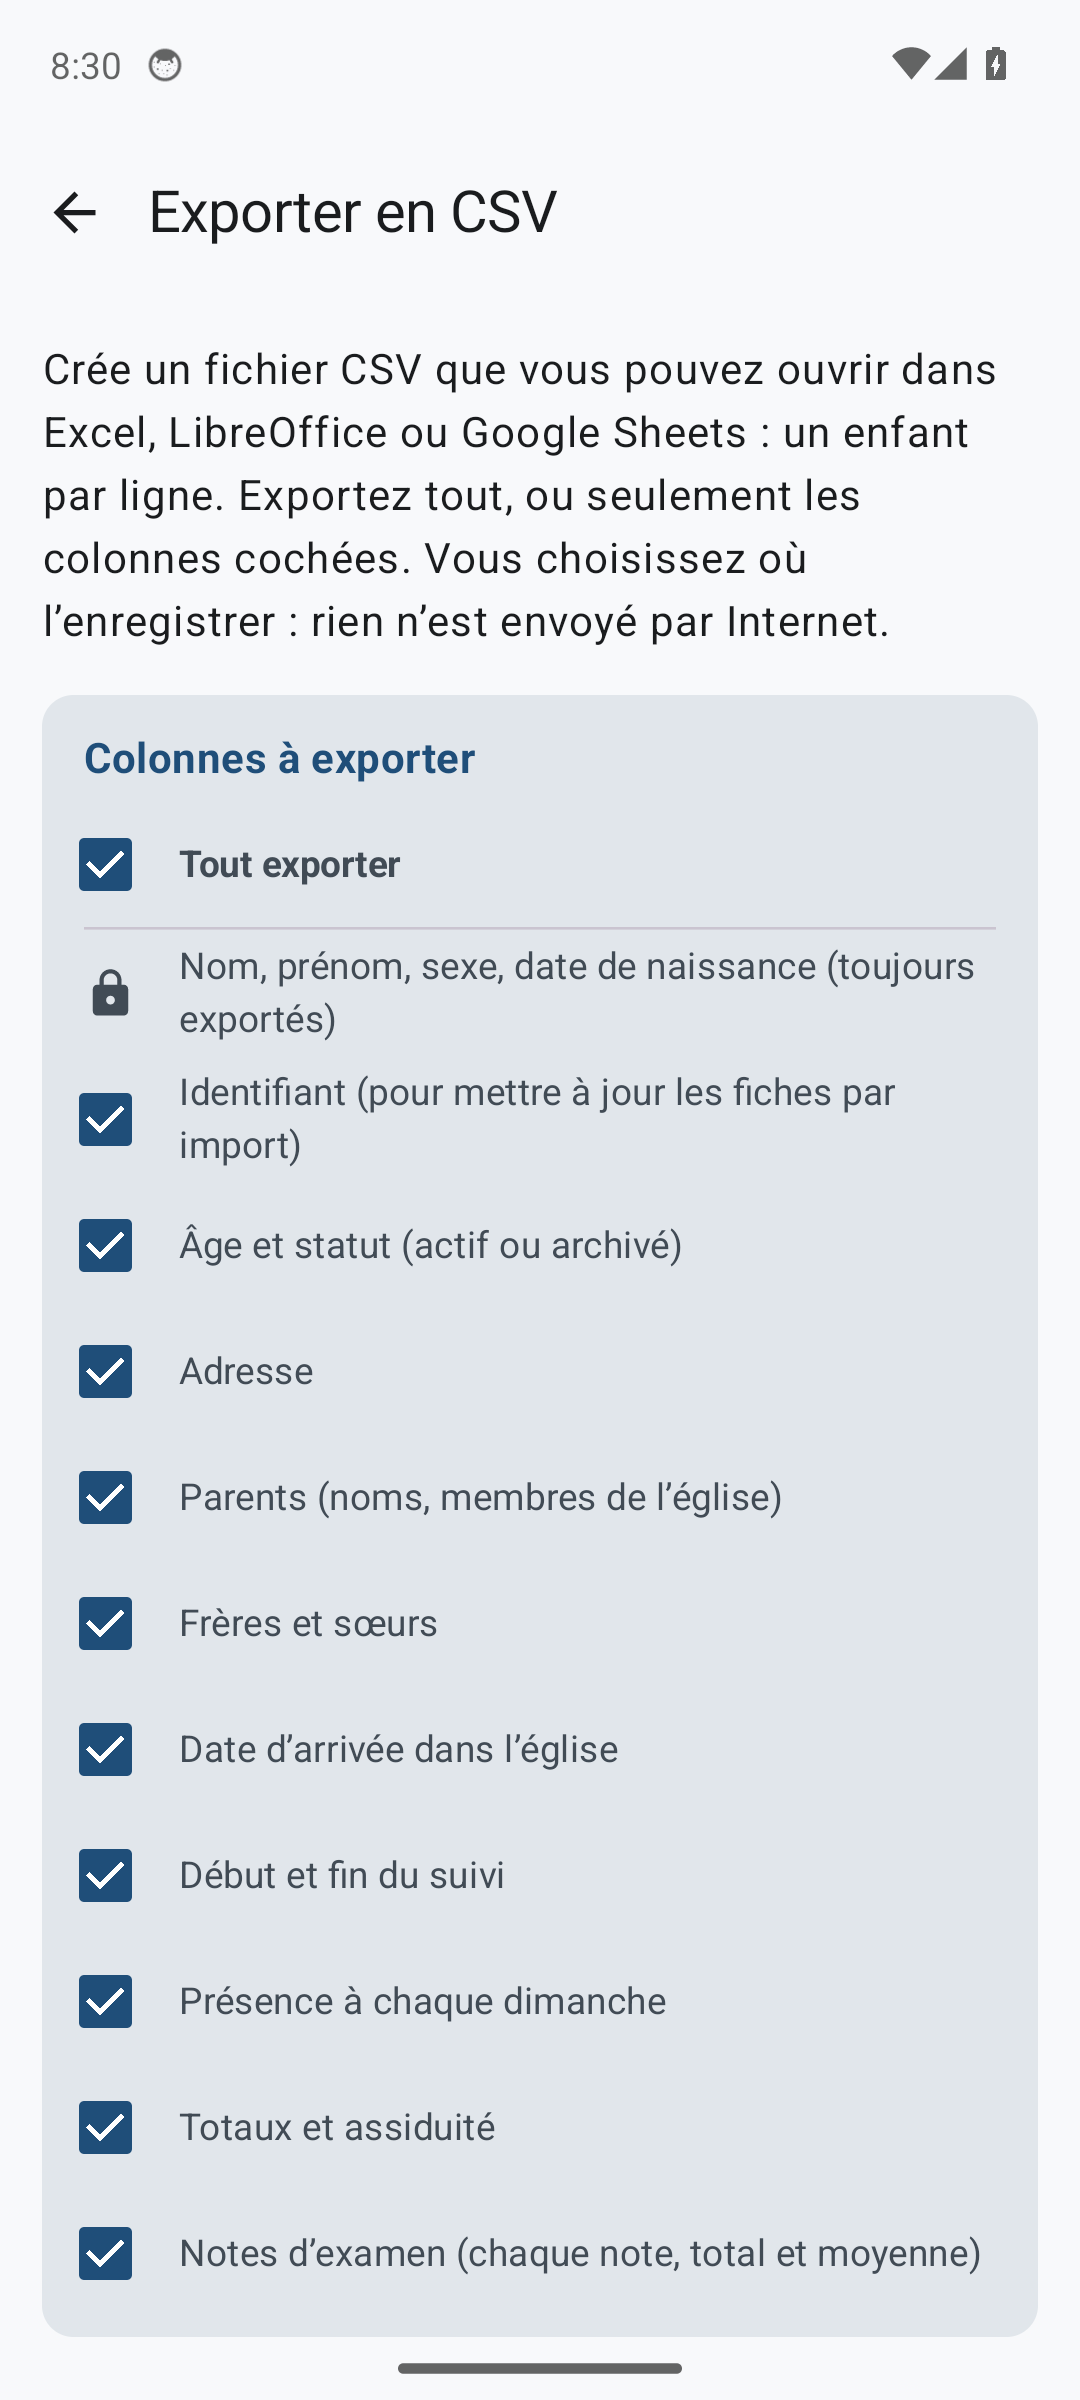 8:30
Exporter en CSV
Crée un fichier CSV que vous pouvez ouvrir dans
Excel, LibreOffice ou Google Sheets : un enfant
par ligne. Exportez tout, ou seulement les
colonnes cochées. Vous choisissez où
l’enregistrer : rien n’est envoyé par Internet.
Colonnes à exporter
Tout exporter
Nom, prénom, sexe, date de naissance (toujours
exportés)
Identifiant (pour mettre à jour les fiches par
import)
Âge et statut (actif ou archivé)
Adresse
Parents (noms, membres de l’église)
Frères et sœurs
Date d’arrivée dans l’église
Début et fin du suivi
Présence à chaque dimanche
Totaux et assiduité
Notes d’examen (chaque note, total et moyenne)